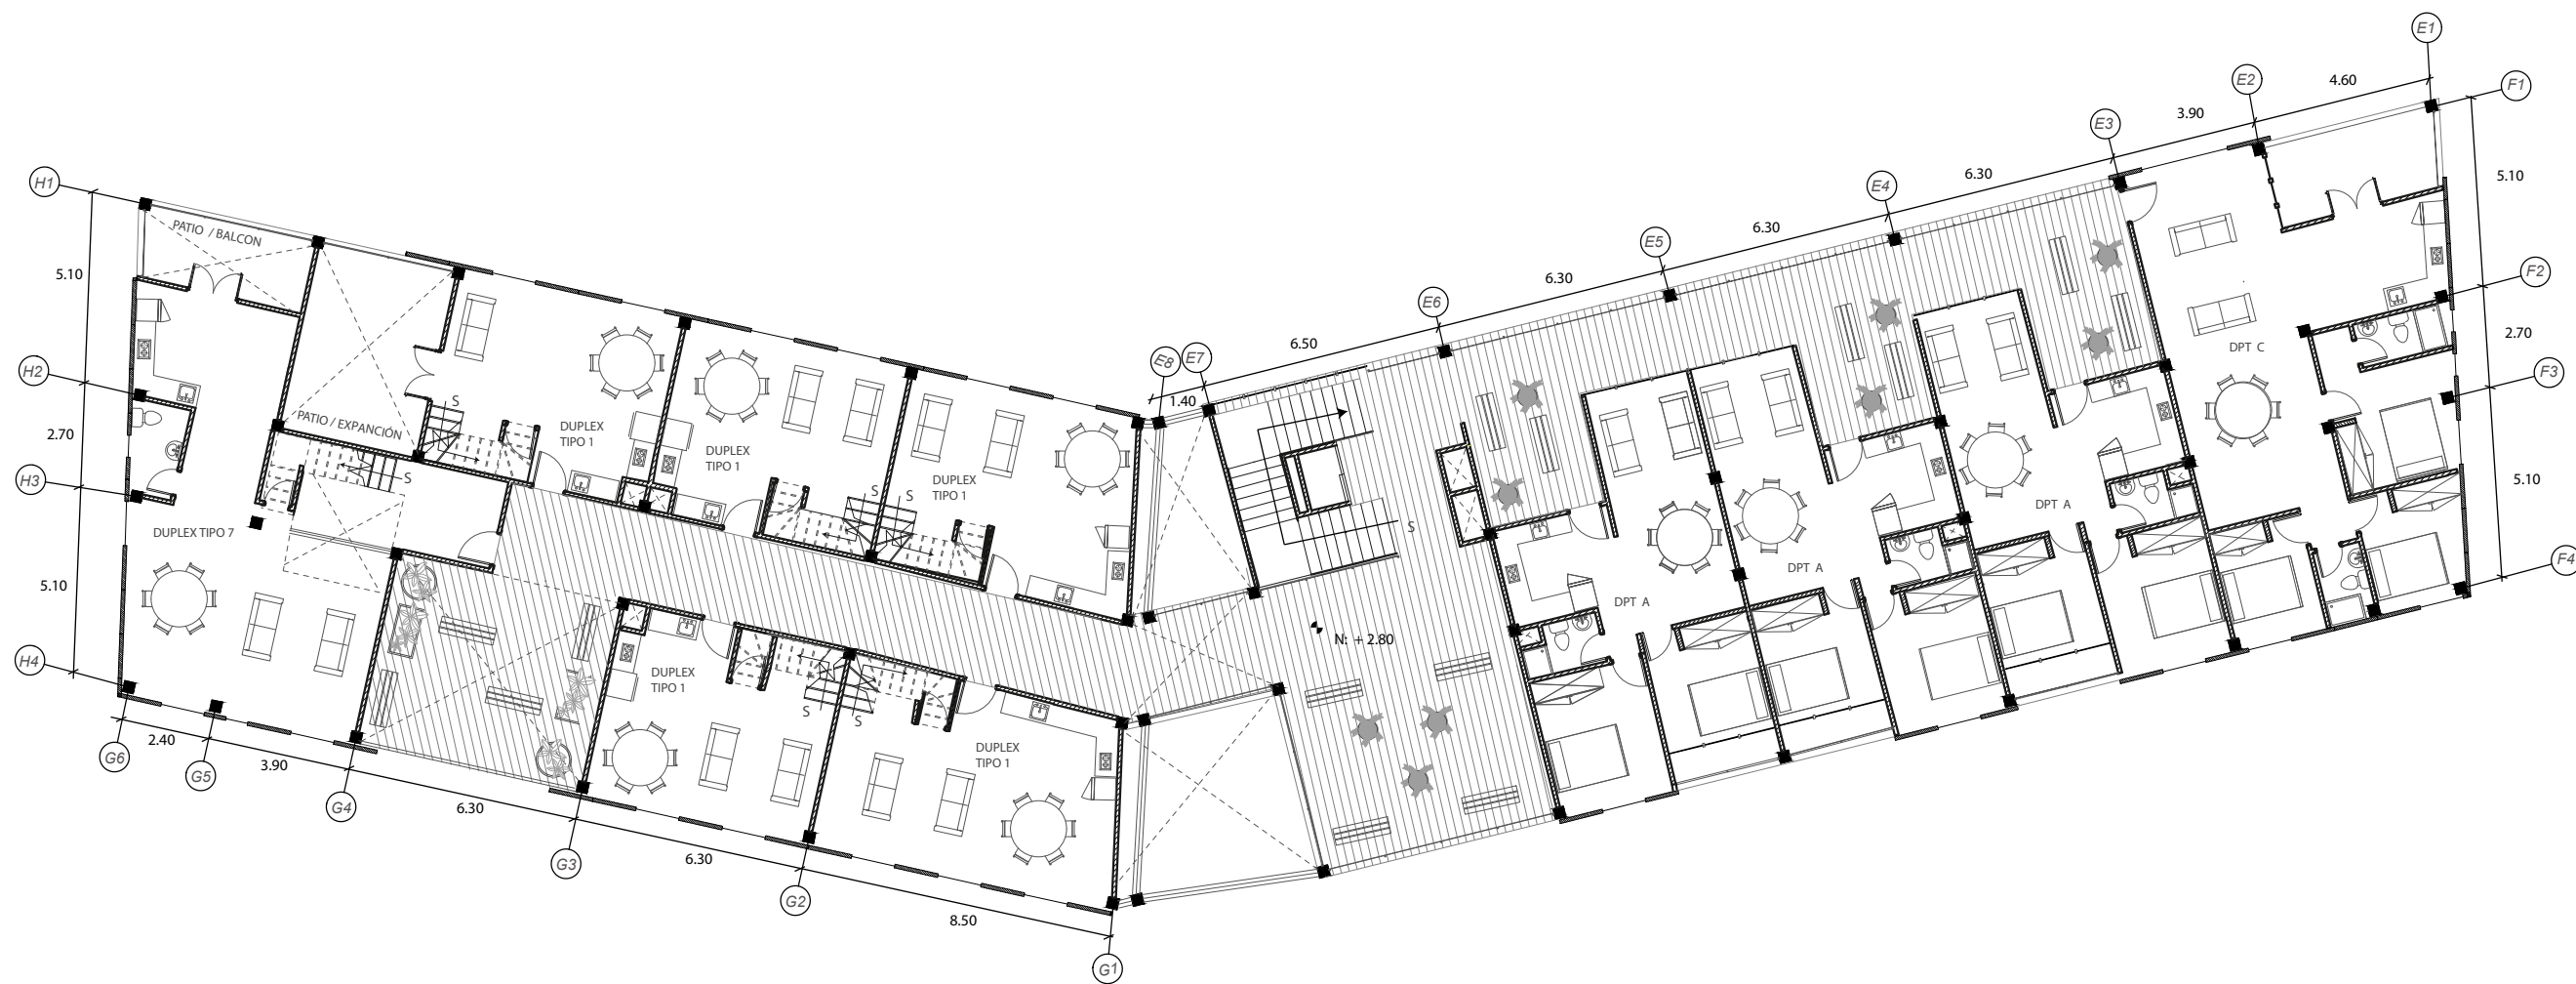 E1
F1
4.60
E2
3.90
E3
6.30
E4
6.30
E5
6.30
E6
6.50
E7
E8
1.40
5.10
F2
2.70
F3
5.10
F4
H1
5.10
H2
2.70
H3
5.10
H4
PATIO / BALCON
PATIO / EXPANCIÓN
S
S
DUPLEX
TIPO 1
DUPLEX
TIPO 1
S
S
DUPLEX
TIPO 1
DUPLEX TIPO 7
DUPLEX
TIPO 1
S
S
DUPLEX
TIPO 1
S
N: + 2.80
DPT A
DPT A
DPT A
DPT C
G6
2.40
G5
3.90
G4
6.30
G3
6.30
G2
8.50
G1